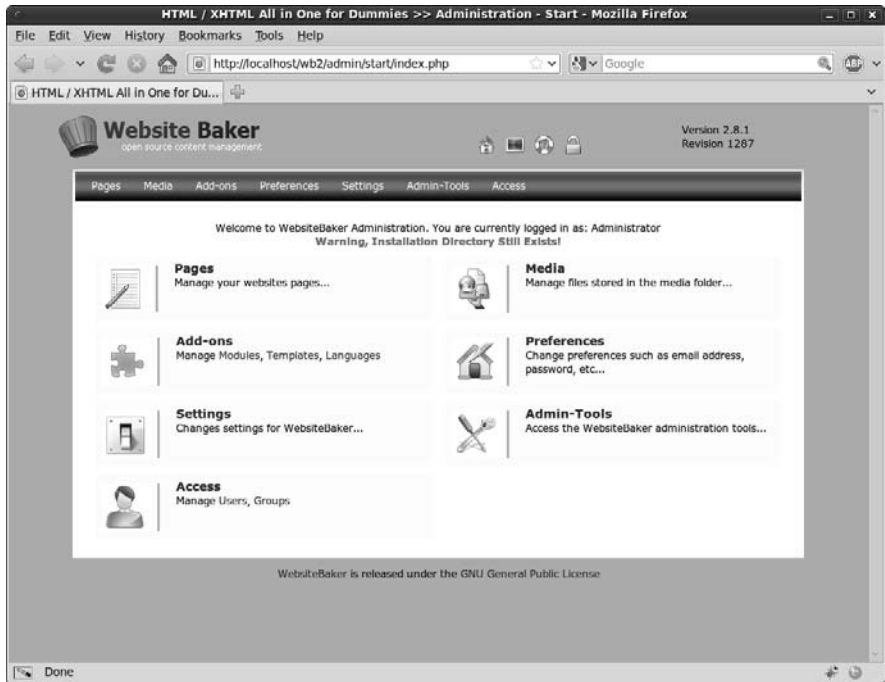 HTML / XHTML All in One for Dummies >> Administration - Start - Mozilla Firefox
File Edit View History Bookmarks Tools Help
http://localhost/wb2/admin/start/index.php
Google
ABP
HTML / XHTML All in One for Du...
Website Baker
open source content management
Version 2.8.1
Revision 1287
Pages Media Add-ons Preferences Settings Admin-Tools Access
Welcome to WebsiteBaker Administration. You are currently logged in as: Administrator
Warning, Installation Directory Still Exists!
Pages
Manage your websites pages...
Media
Manage files stored in the media folder...
Add-ons
Manage Modules, Templates, Languages
Preferences
Change preferences such as email address,
password, etc...
Settings
Changes settings for WebsiteBaker...
Admin-Tools
Access the WebsiteBaker administration tools...
Access
Manage Users, Groups
WebsiteBaker is released under the GNU General Public License
Done